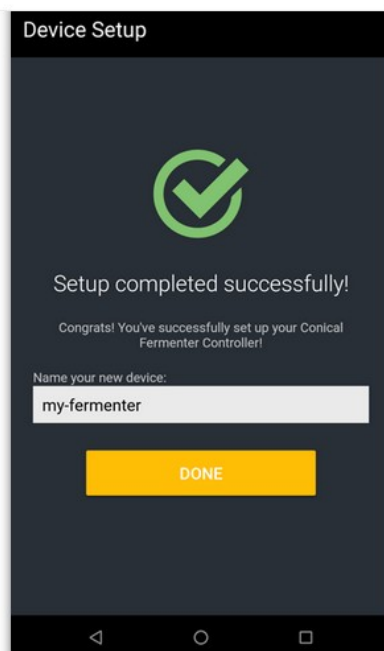 Device Setup
Setup completed successfully!
Congrats! You've successfully set up your Conical
Fermenter Controller!
Name your new device:
my-fermenter
DONE